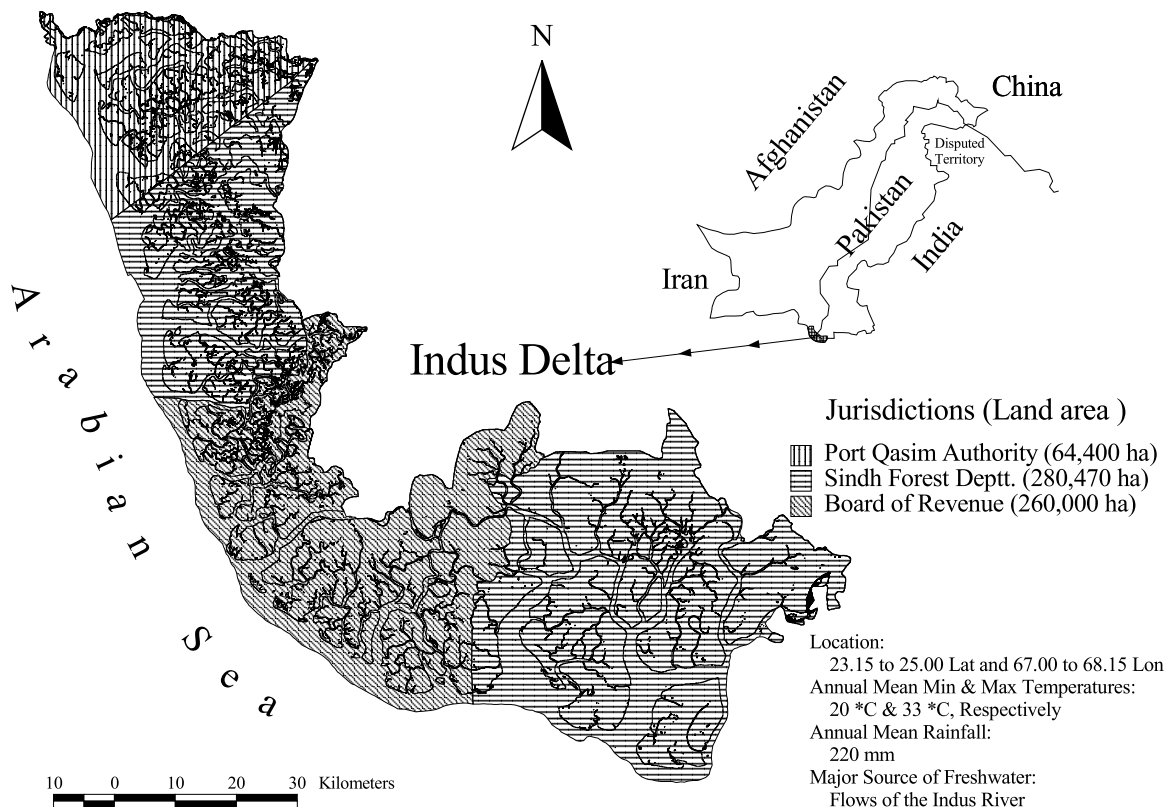 N
China
Afghanistan
Disputed
Territory
Pakistan
India
Iran
Arabian Sea
Indus Delta
Jurisdictions (Land area )
Port Qasim Authority (64,400 ha)
Sindh Forest Deptt. (280,470 ha)
Board of Revenue (260,000 ha)
Location:
23.15 to 25.00 Lat and 67.00 to 68.15 Lon
Annual Mean Min & Max Temperatures:
20 *C & 33 *C, Respectively
Annual Mean Rainfall:
220 mm
Major Source of Freshwater:
Flows of the Indus River
10 0 10 20 30 Kilometers